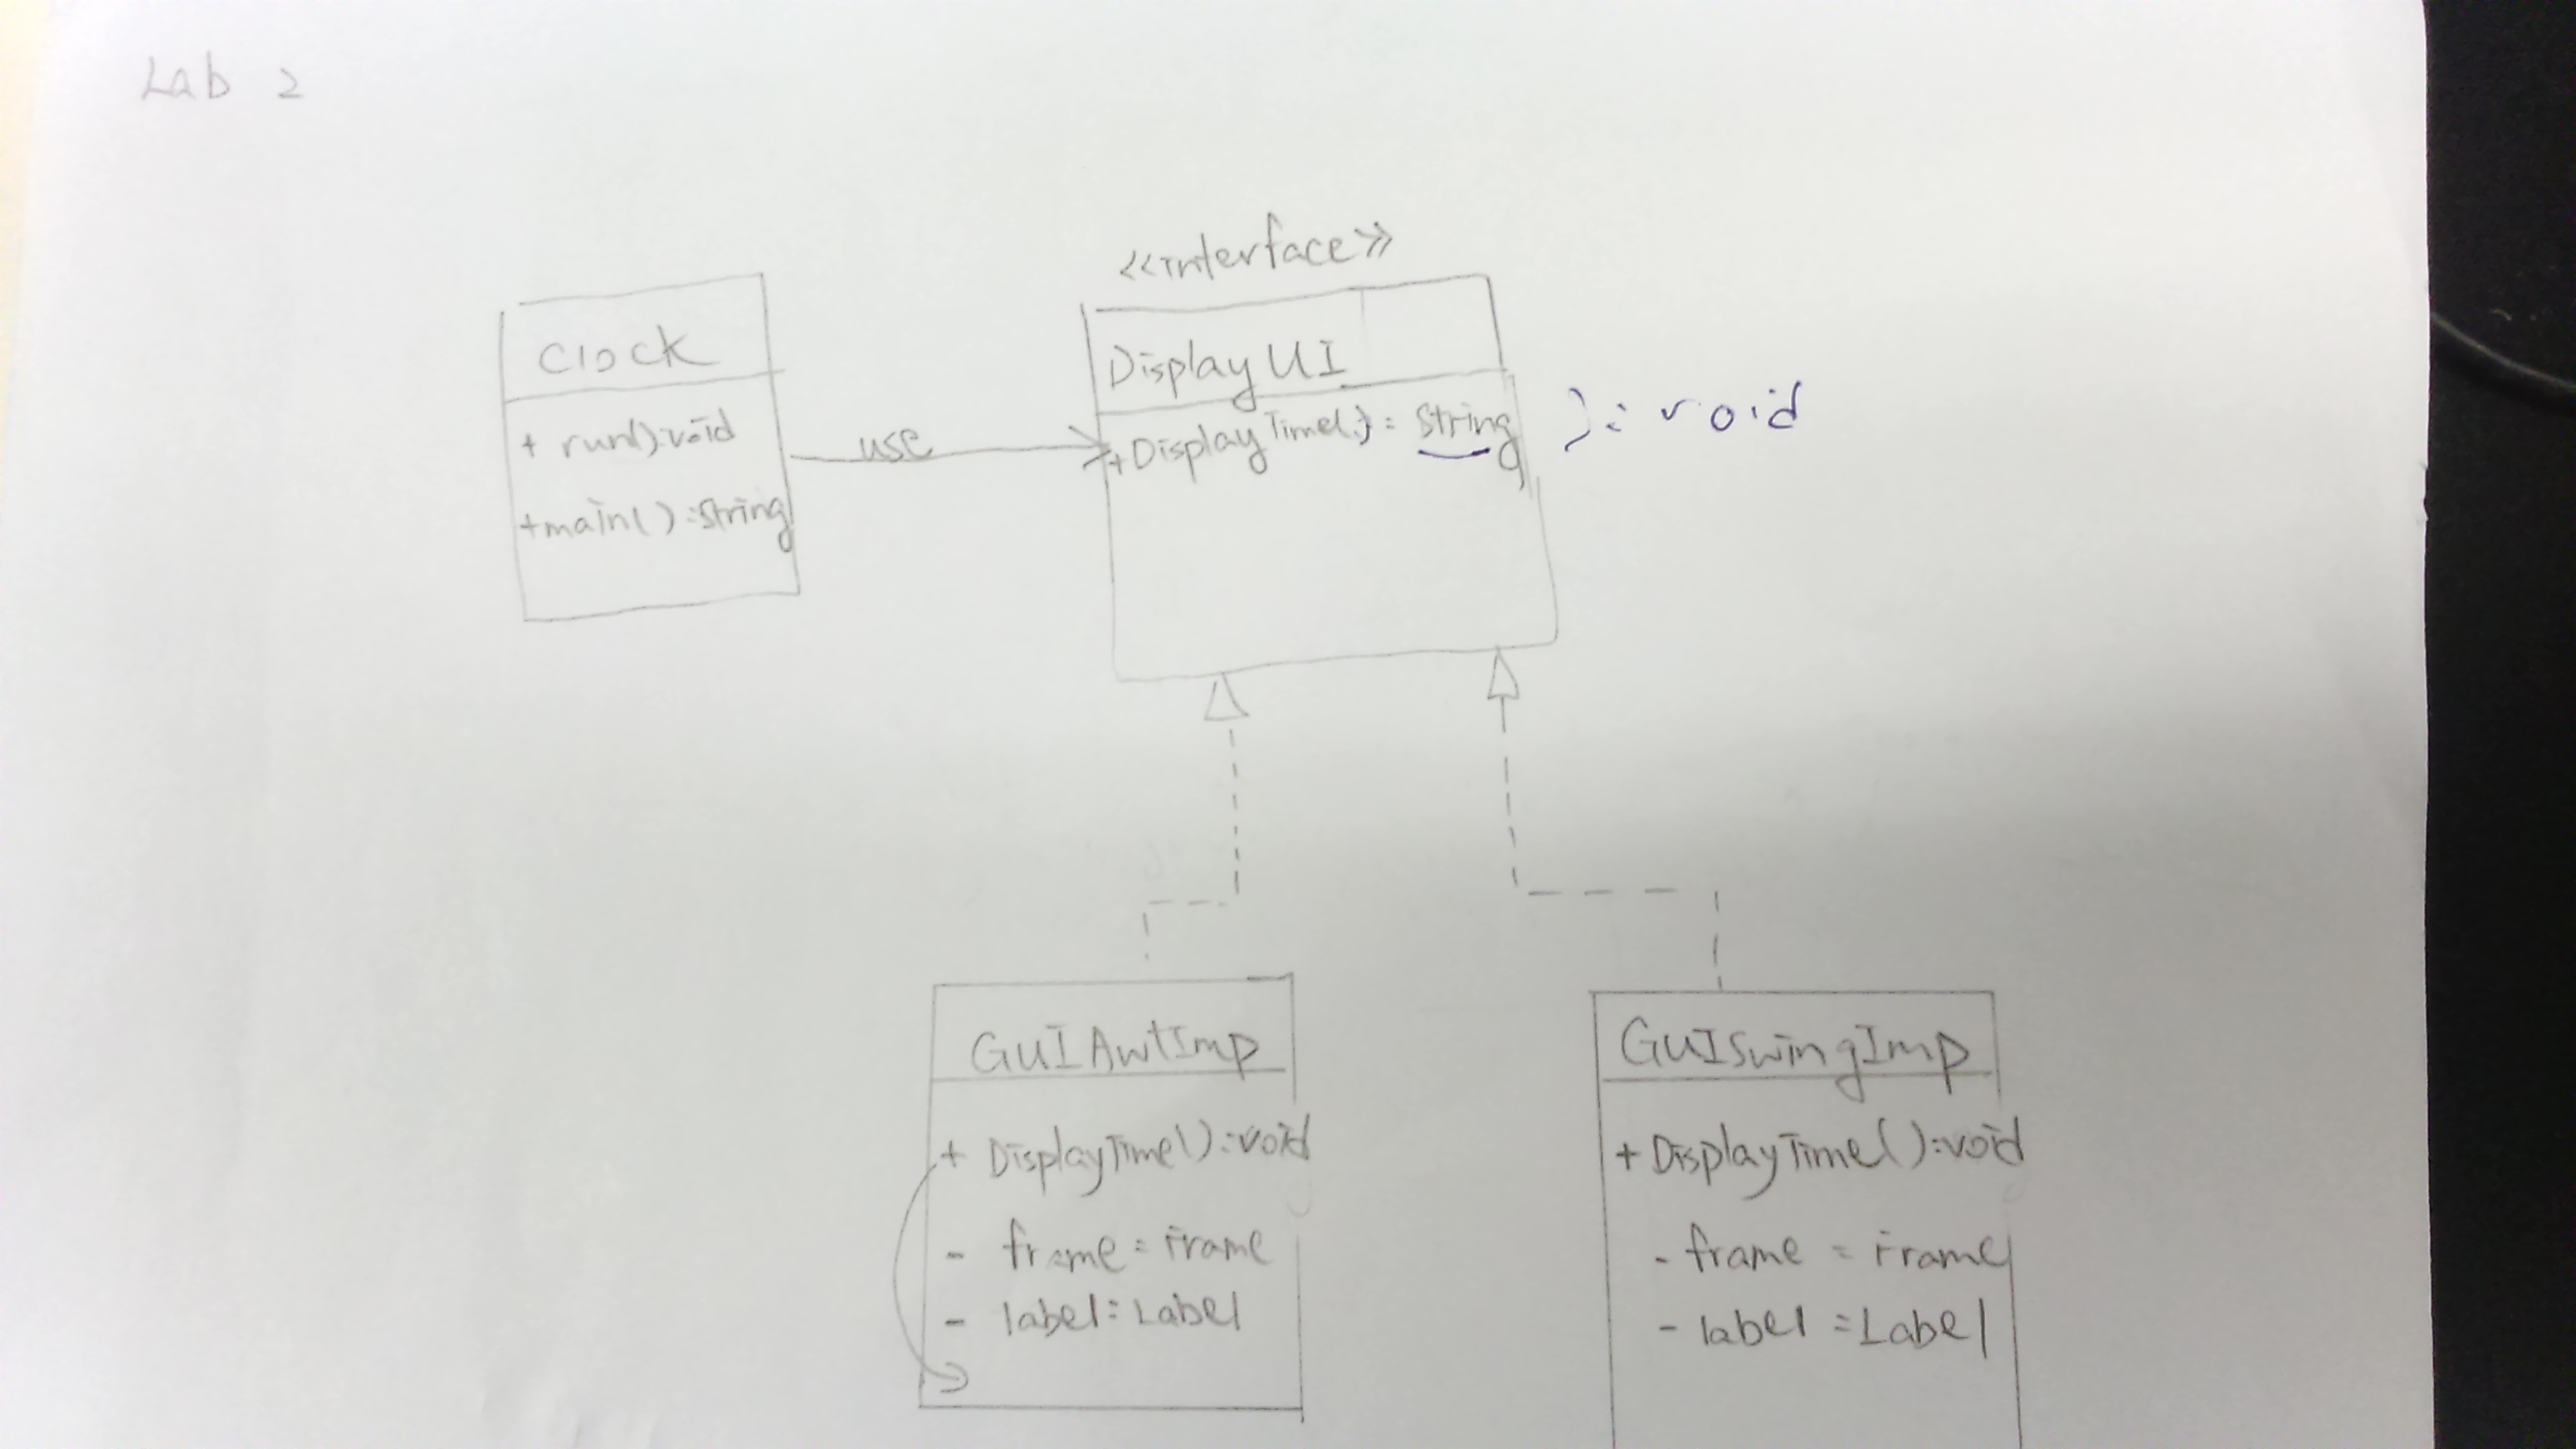 Lab 2
<<interface>>
Clock
+ run():void
+main():String
use
Display UI
+DisplayTime(): String
): void
GUIAwtImp
+ DisplayTime():void
- frame: Frame
- label: Label
GUISwingImp
+DisplayTime():void
- frame : Frame
- label :Label